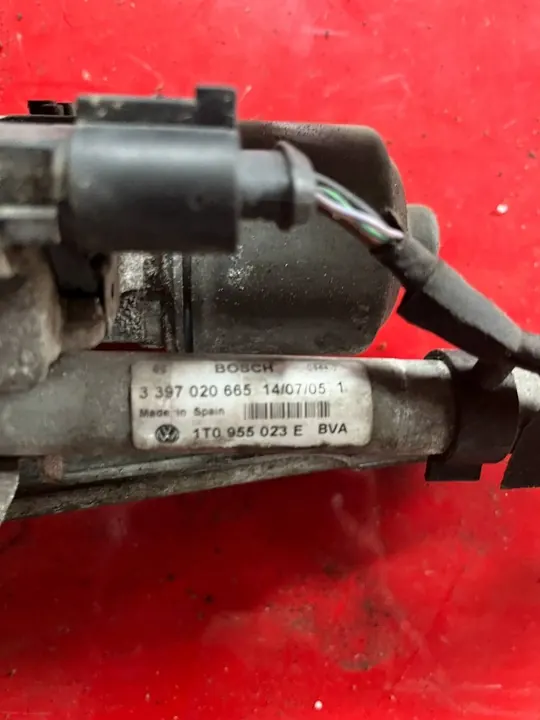 BOSCH
3 397 020 665 14/07/05 1
Made in Spain
1T0 955 023 E BVA